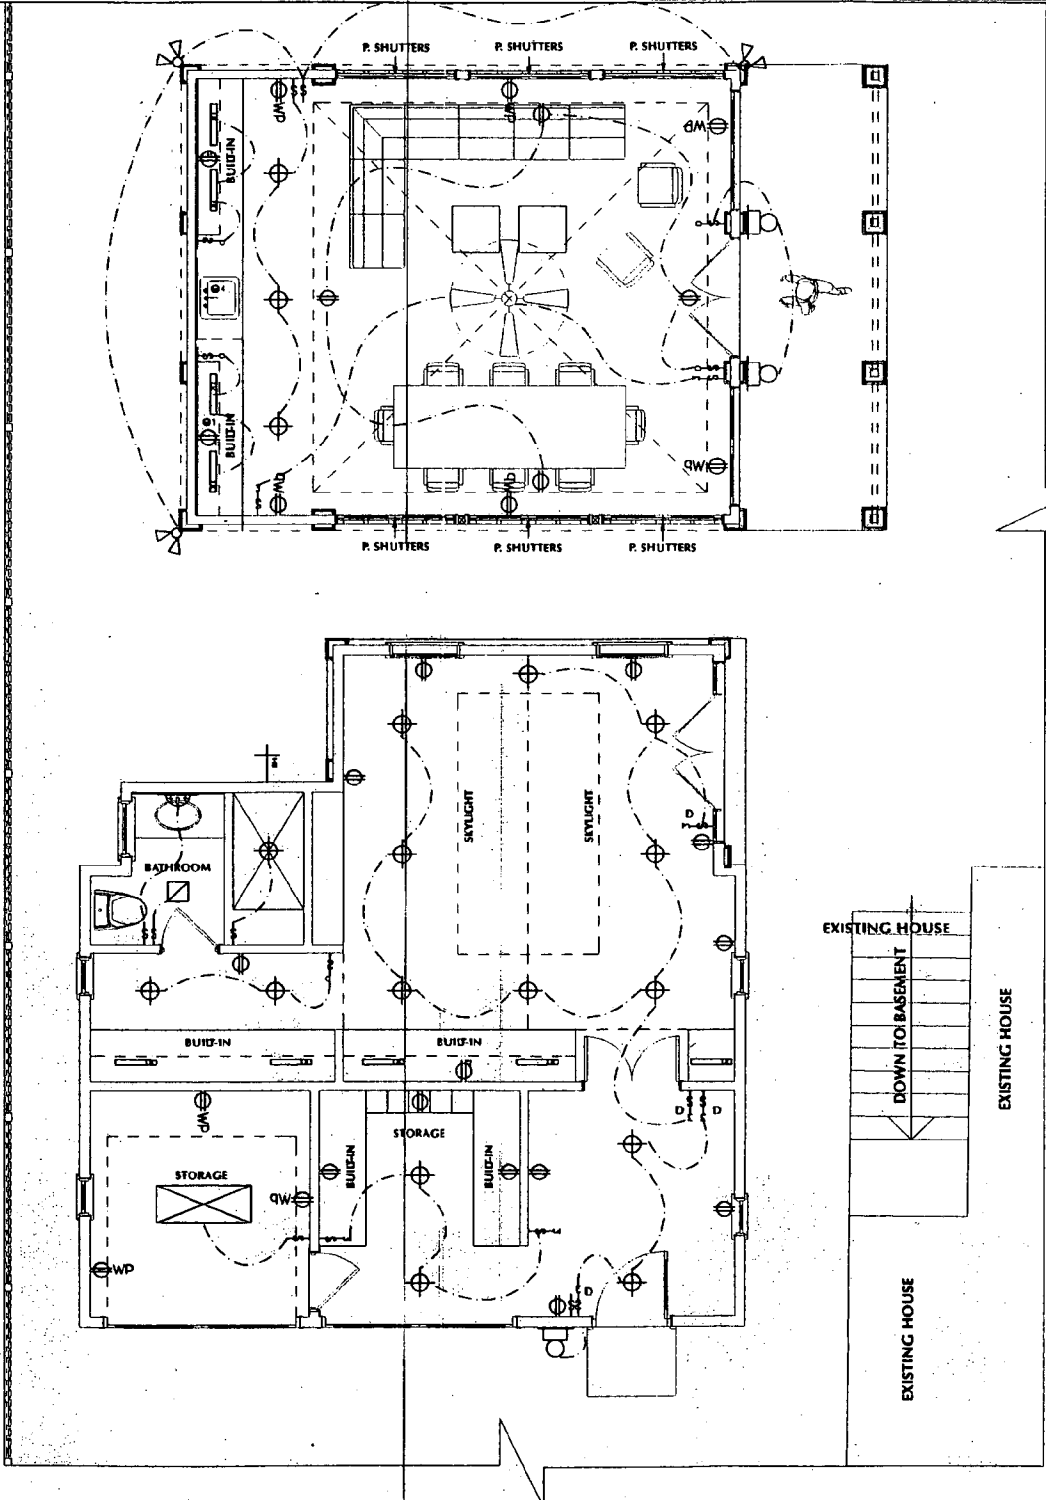 P. SHUTTERS
P. SHUTTERS
P. SHUTTERS
WP
WP
WP
BUILT-IN
BUILT-IN
WP
WP
WP
P. SHUTTERS
P. SHUTTERS
P. SHUTTERS
SKYLIGHT
SKYLIGHT
D
BATHROOM
EXISTING HOUSE
DOWN TO BASEMENT
EXISTING HOUSE
BUILT-IN
BUILT-IN
WP
D
D
STORAGE
BUILT-IN
BUILT-IN
STORAGE
WP
WP
D
EXISTING HOUSE